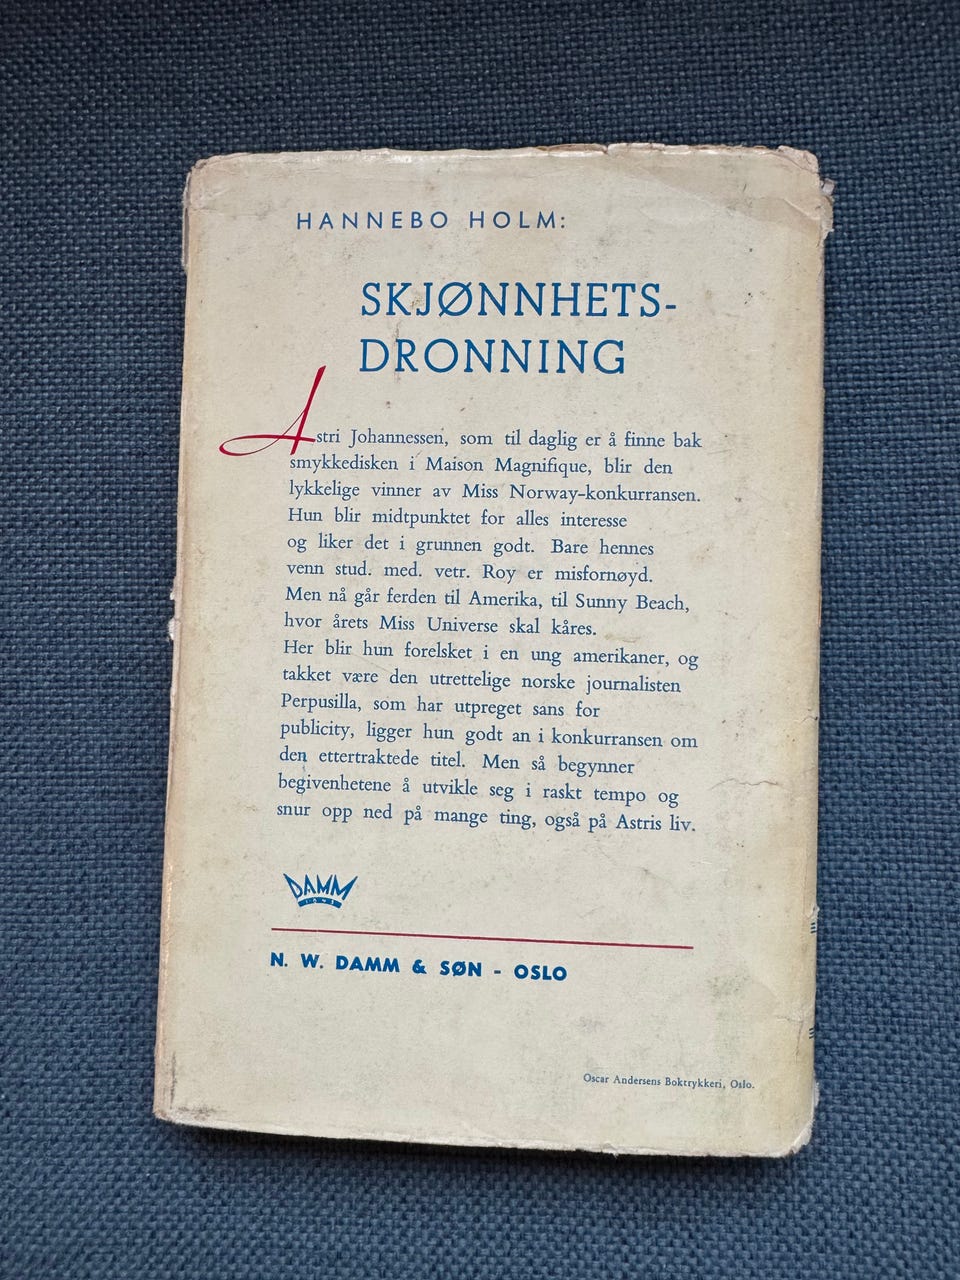 HANNEBO HOLM:
SKJØNNHETS-
DRONNING
Astri Johannessen, som til daglig er å finne bak
smykkedisken i Maison Magnifique, blir den
lykkelige vinner av Miss Norway-konkurransen.
Hun blir midtpunktet for alles interesse
og liker det i grunnen godt. Bare hennes
venn stud. med. vetr. Roy er misfornøyd.
Men nå går ferden til Amerika, til Sunny Beach,
hvor årets Miss Universe skal kåres.
Her blir hun forelsket i en ung amerikaner, og
takket være den utrettelige norske journalisten
Perpusilla, som har utpreget sans for
publicity, ligger hun godt an i konkurransen om
den ettertraktede titel. Men så begynner
begivenhetene å utvikle seg i raskt tempo og
snur opp ned på mange ting, også på Astris liv.
DAMM
1843
N. W. DAMM & SØN - OSLO
Oscar Andersens Boktrykkeri, Oslo.